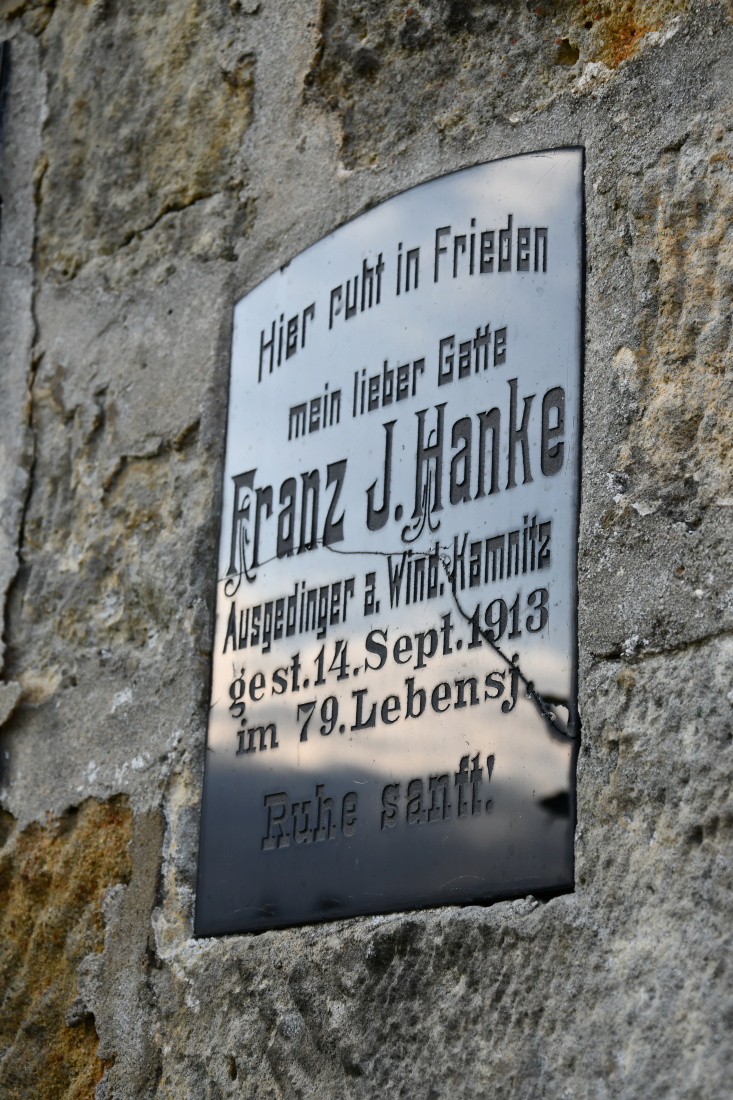 Hier ruht in Frieden
mein lieber Gatte
Franz J. Hanke
Ausgedinger a. Wind. Kamnitz
gest. 14. Sept. 1913
im 79. Lebensj.
Ruhe sanft!